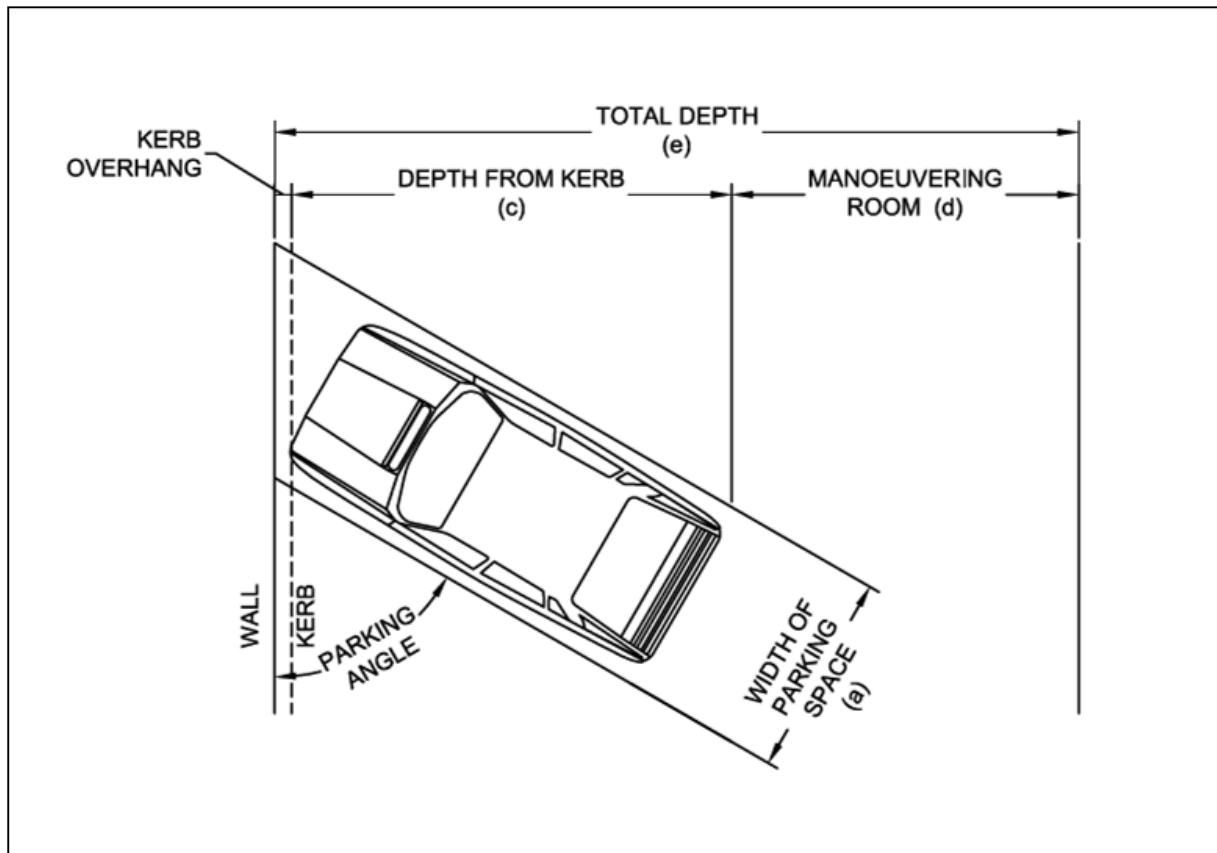 TOTAL DEPTH
(e)
KERB
OVERHANG
DEPTH FROM KERB
(c)
MANOEUVERING
ROOM (d)
WALL
KERB
PARKING
ANGLE
WIDTH OF
PARKING
SPACE
(a)